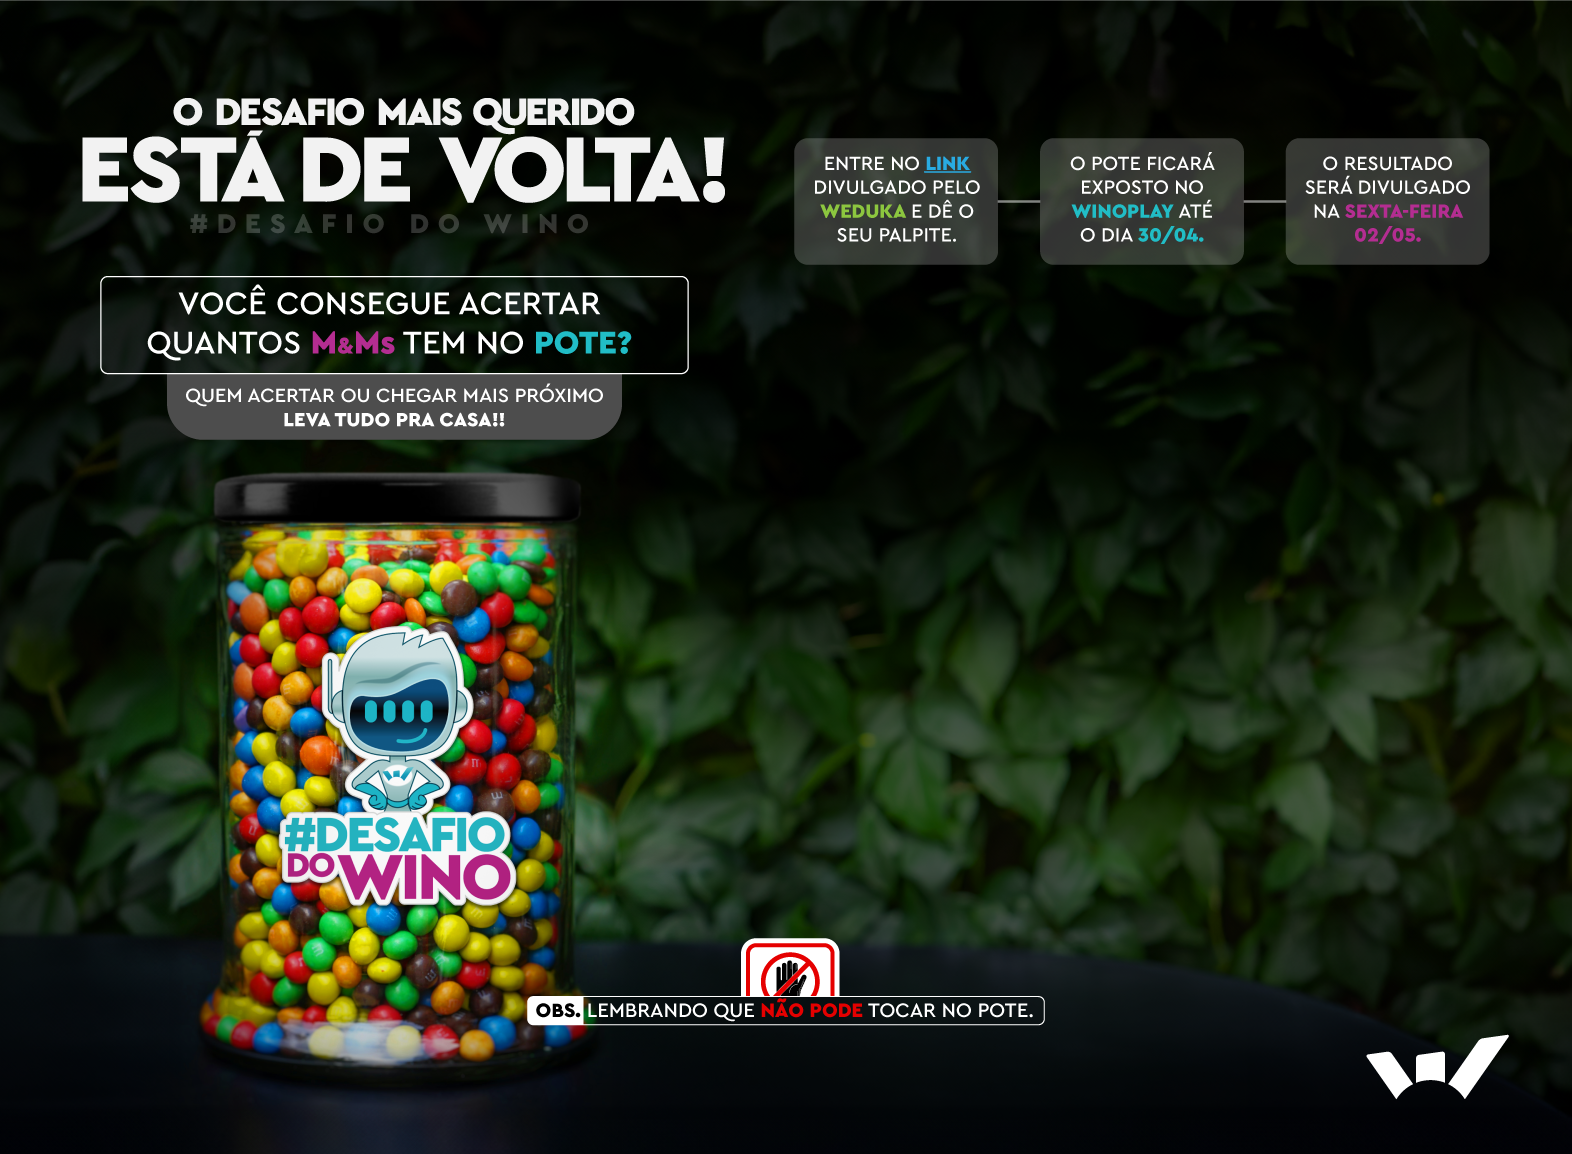 O DESAFIO MAIS QUERIDO
ESTÁ DE VOLTA!
#DESAFIO DO WINO
VOCÊ CONSEGUE ACERTAR
QUANTOS M&Ms TEM NO POTE?
QUEM ACERTAR OU CHEGAR MAIS PRÓXIMO
LEVA TUDO PRA CASA!!
ENTRE NO LINK
DIVULGADO PELO
WEDUKA E DÊ O
SEU PALPITE.
O POTE FICARÁ
EXPOSTO NO
WINOPLAY ATÉ
O DIA 30/04.
O RESULTADO
SERÁ DIVULGADO
NA SEXTA-FEIRA
02/05.
#DESAFIO
DO WINO
OBS. LEMBRANDO QUE NÃO PODE TOCAR NO POTE.